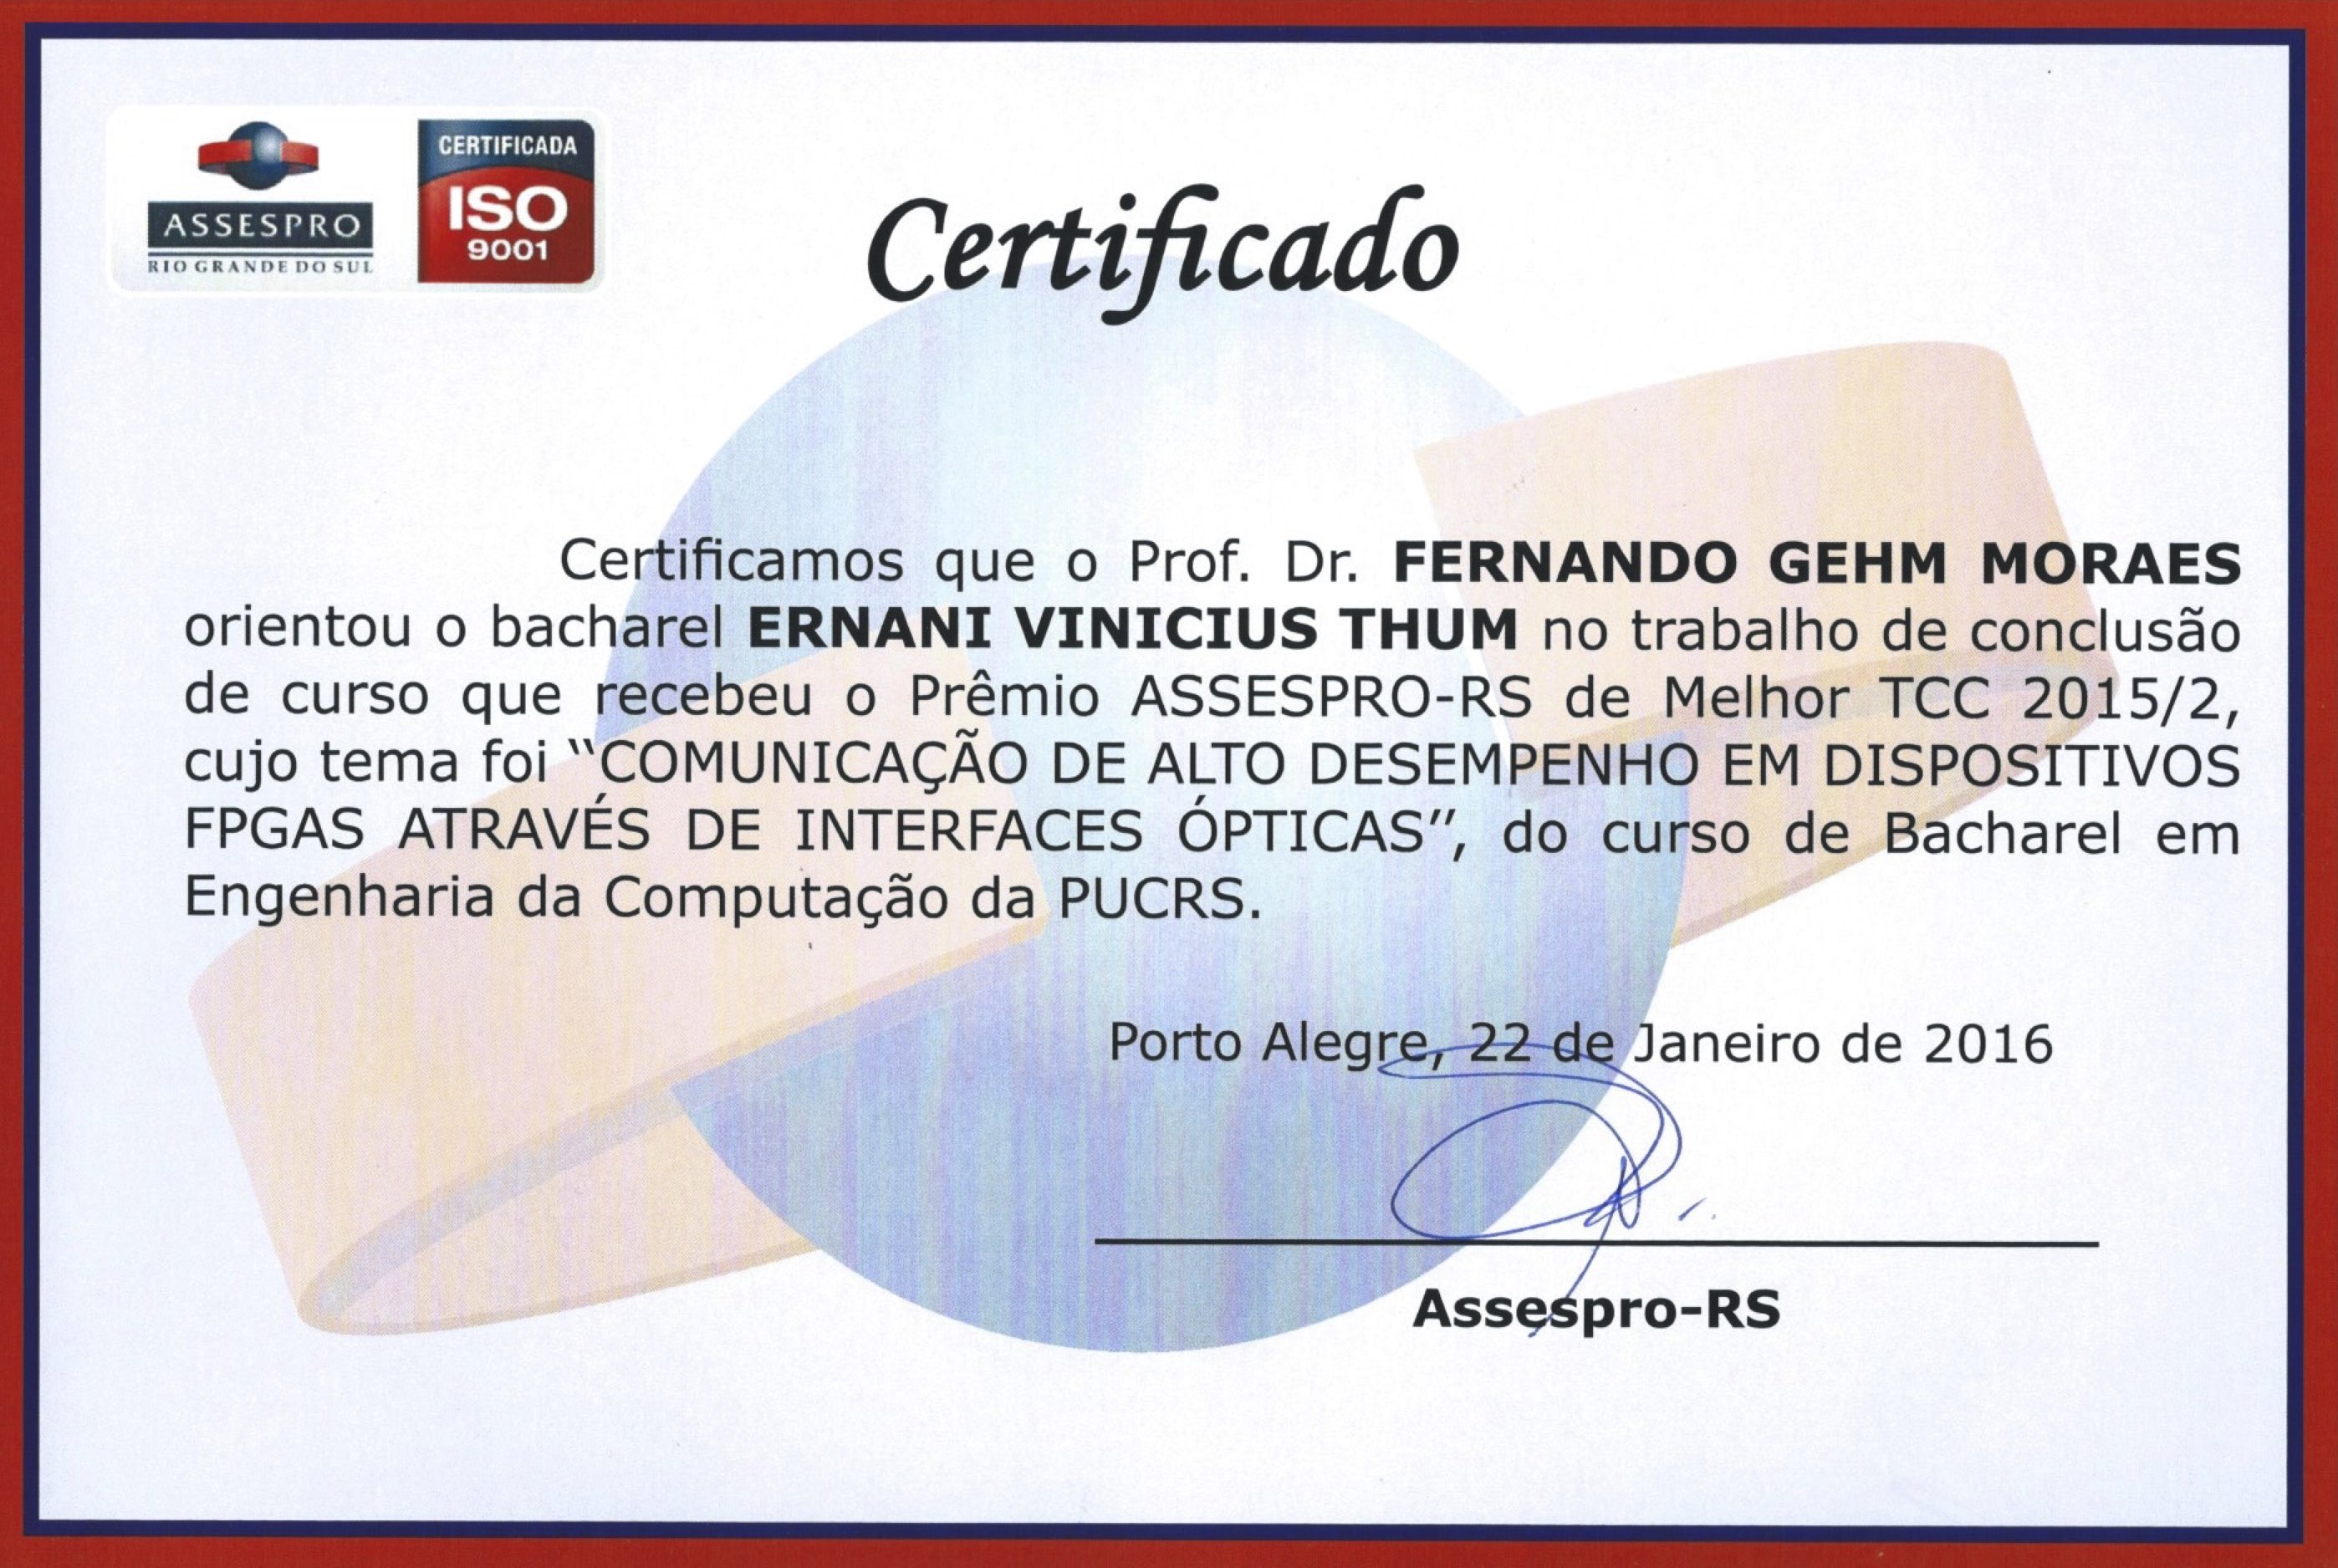 ASSESPRO
RIO GRANDE DO SUL
CERTIFICADA
ISO
9001
Certificado
Certificamos que o Prof. Dr. FERNANDO GEHM MORAES
orientou o bacharel ERNANI VINICIUS THUM no trabalho de conclusão
de curso que recebeu o Prêmio ASSESPRO-RS de Melhor TCC 2015/2,
cujo tema foi “COMUNICAÇÃO DE ALTO DESEMPENHO EM DISPOSITIVOS
FPGAS ATRAVÉS DE INTERFACES ÓPTICAS”, do curso de Bacharel em
Engenharia da Computação da PUCRS.
Porto Alegre, 22 de Janeiro de 2016
Assespro-RS